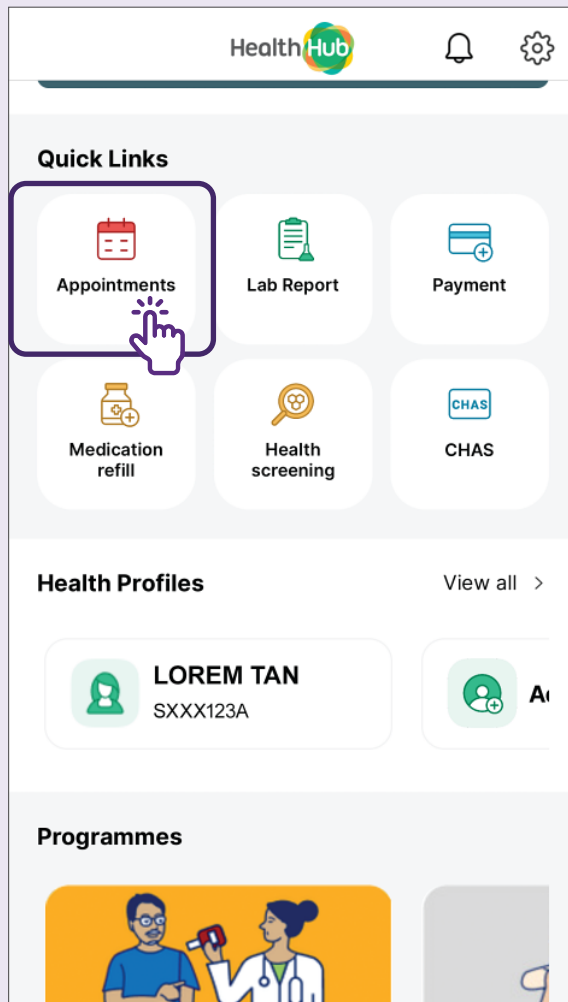 HealthHub
Quick Links
Appointments
Lab Report
Payment
Medication
refill
Health
screening
CHAS
CHAS
Health Profiles
View all
LOREM TAN
SXXX123A
Programmes